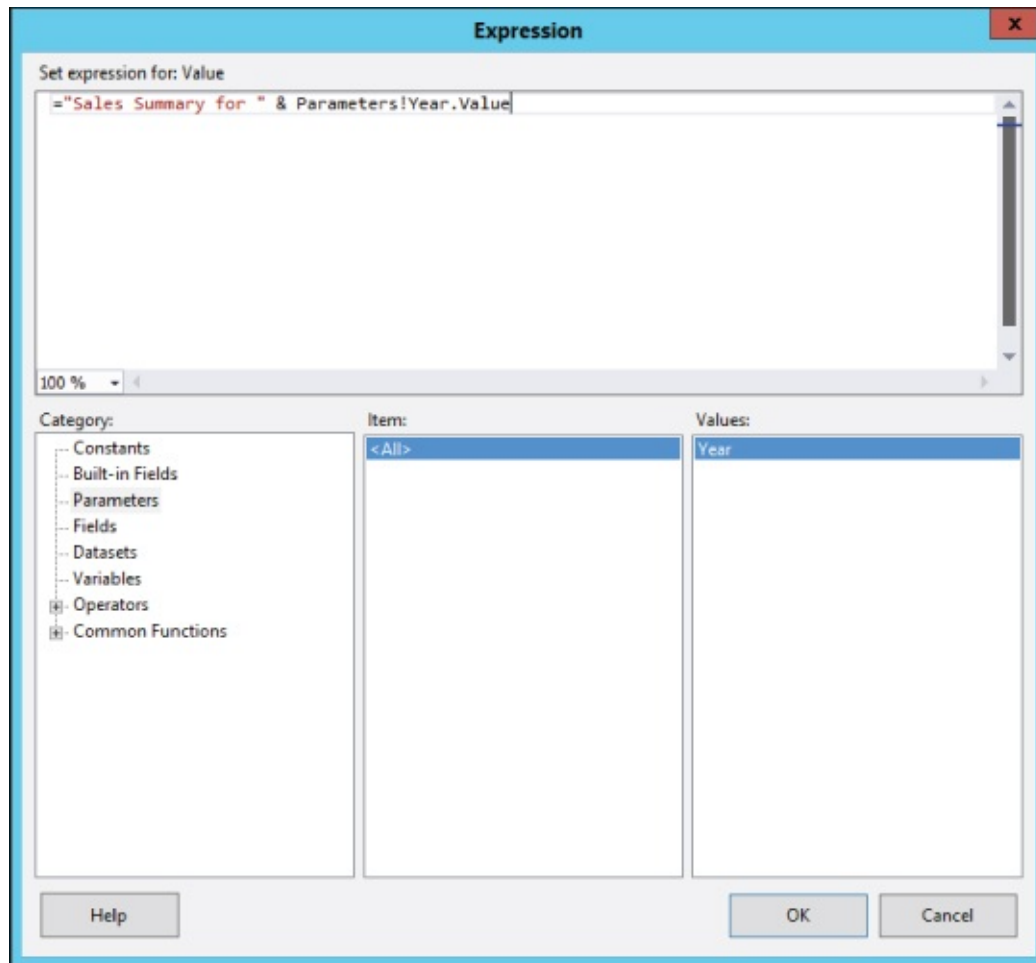 Expression
x
Set expression for: Value
="Sales Summary for " & Parameters!Year.Value
100 %
Category:
Item:
Values:
Constants
<All>
Year
Built-in Fields
Parameters
Fields
Datasets
Variables
Operators
Common Functions
Help
OK
Cancel